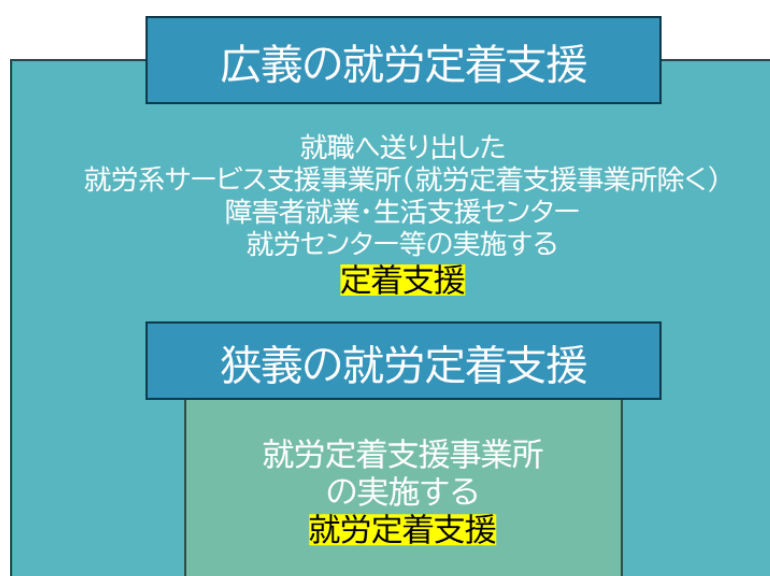 広義の就労定着支援
就職へ送り出した
就労系サービス支援事業所(就労定着支援事業所除く)
障害者就業・生活支援センター
就労センター等の実施する
定着支援
狭義の就労定着支援
就労定着支援事業所
の実施する
就労定着支援